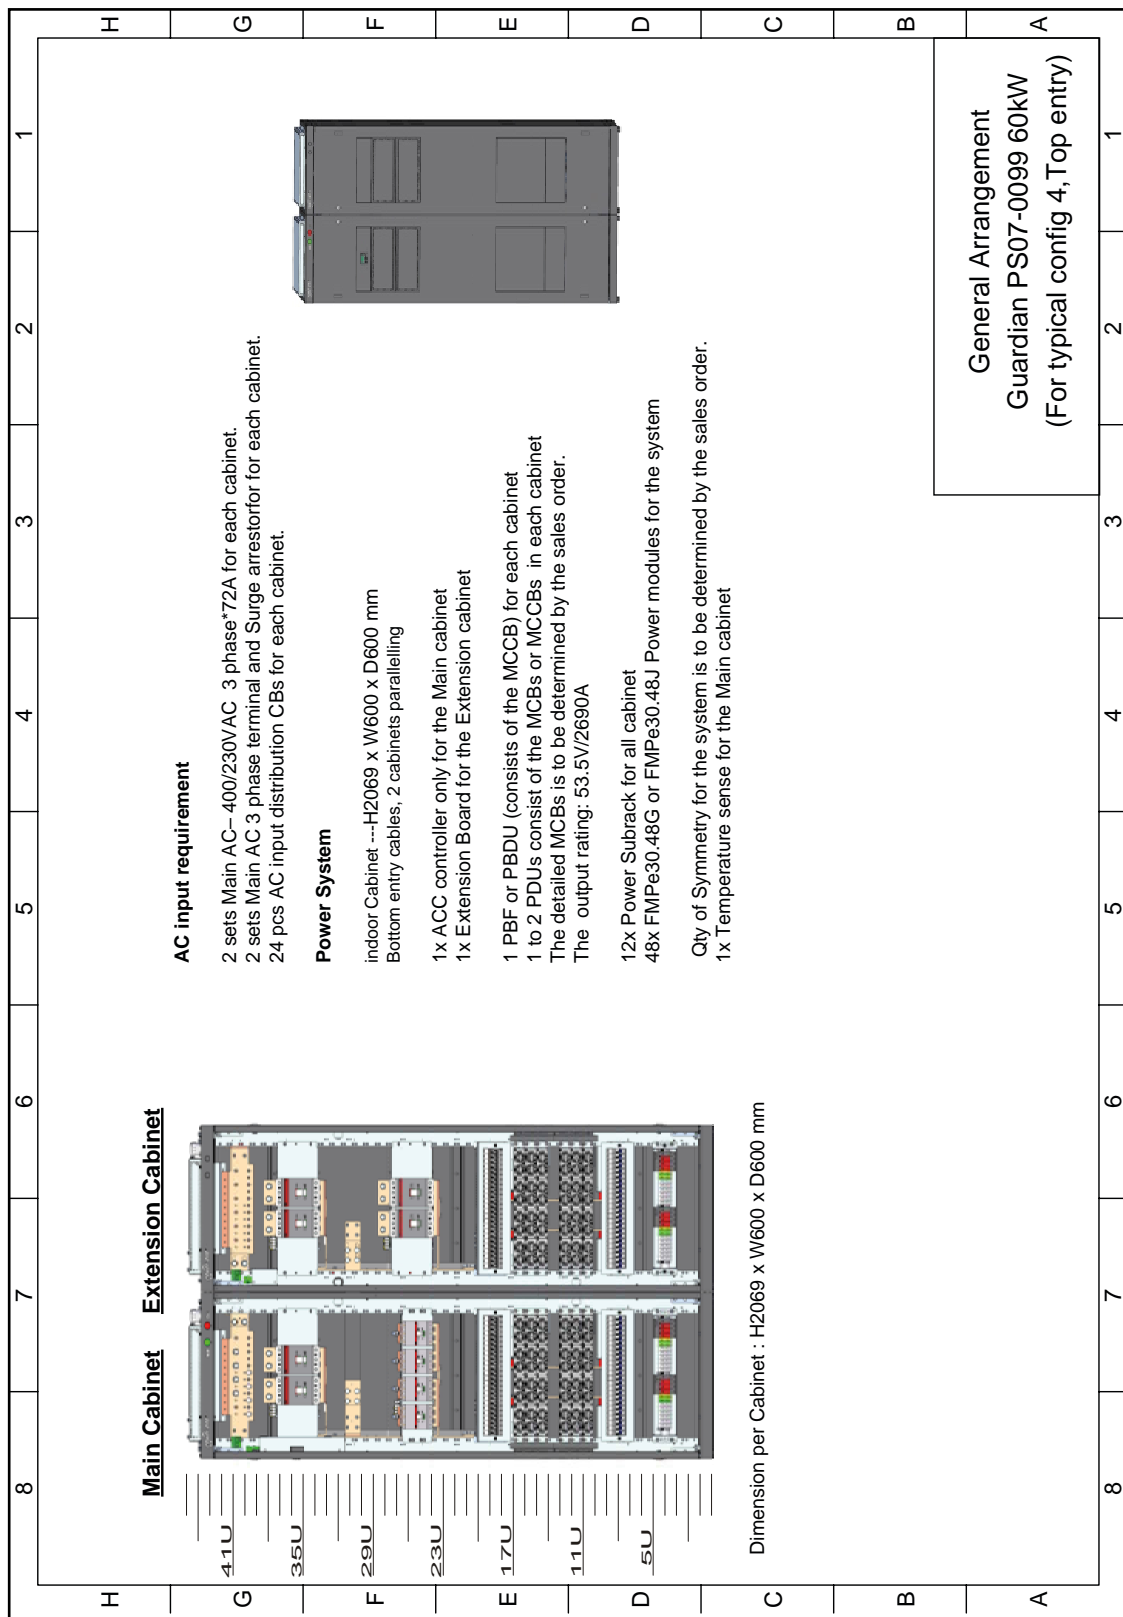 H G F E D C B A
8 7 6 5 4 3 2 1
Main Cabinet
Extension Cabinet
41U
35U
29U
23U
17U
11U
5U
Dimension per Cabinet : H2069 x W600 x D600 mm
AC input requirement
2 sets Main AC– 400/230VAC 3 phase*72A for each cabinet.
2 sets Main AC 3 phase terminal and Surge arrestorfor for each cabinet.
24 pcs AC input distribution CBs for each cabinet.
Power System
indoor Cabinet ---H2069 x W600 x D600 mm
Bottom entry cables, 2 cabinets parallelling
1x ACC controller only for the Main cabinet
1x Extension Board for the Extension cabinet
1 PBF or PBDU (consists of the MCCB) for each cabinet
1 to 2 PDUs consist of the MCBs or MCCBs in each cabinet
The detailed MCBs is to be determined by the sales order.
The output rating: 53.5V/2690A
12x Power Subrack for all cabinet
48x FMPe30.48G or FMPe30.48J Power modules for the system
Qty of Symmetry for the system is to be determined by the sales order.
1x Temperature sense for the Main cabinet
General Arrangement
Guardian PS07-0099 60kW
(For typical config 4,Top entry)
8 7 6 5 4 3 2 1
H G F E D C B A